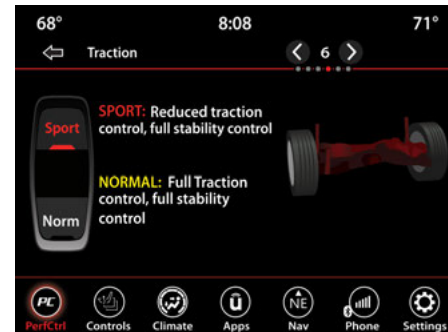 68° 8:08 71°
Traction 6
SPORT: Reduced traction
control, full stability control
Sport
NORMAL: Full Traction
control, full stability
control
Norm
PC ū NE
PerfCtrl Controls Climate Apps Nav Phone Setting